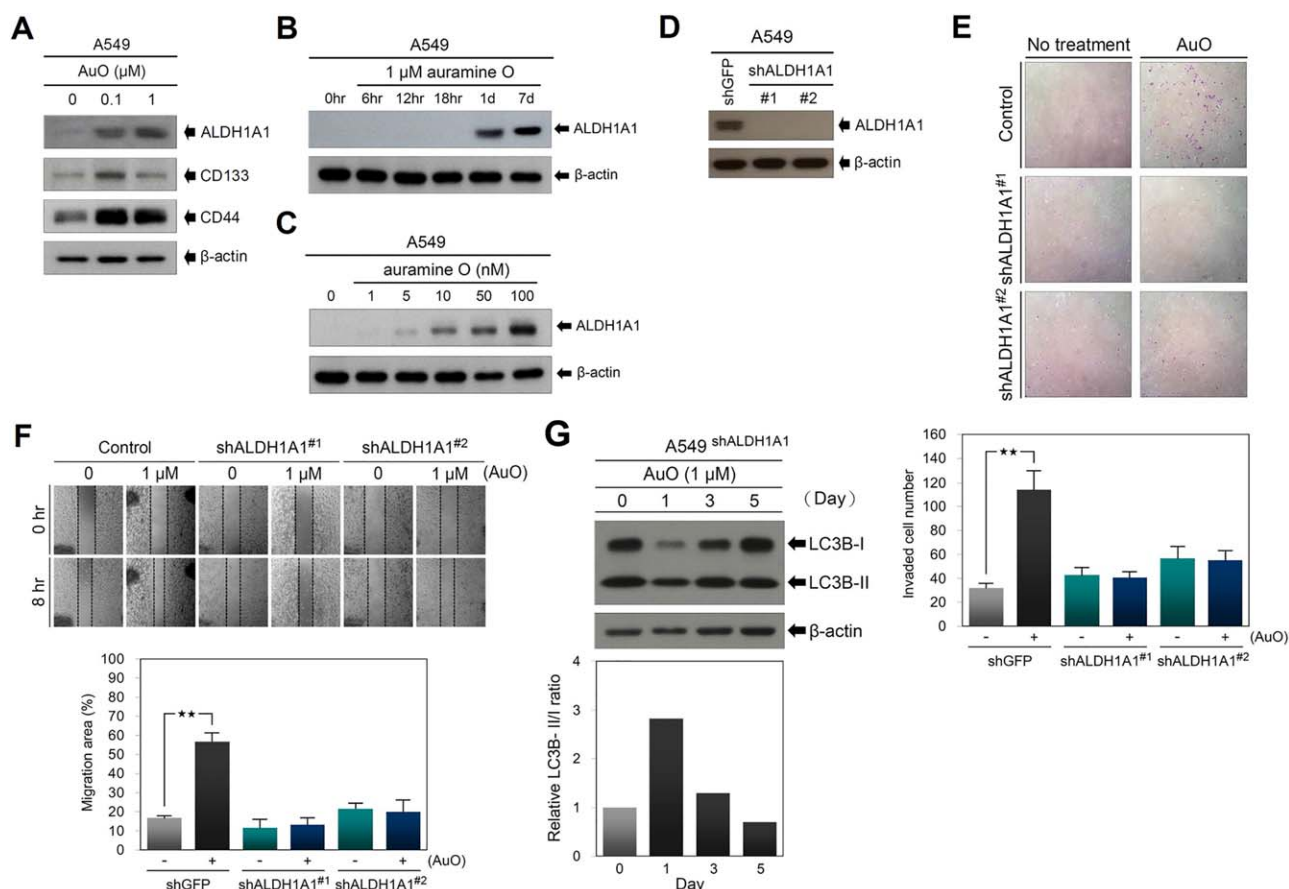 A
A549
AuO (μM)
0 0.1 1
ALDH1A1
CD133
CD44
β-actin
B
A549
1 μM auramine O
0hr 6hr 12hr 18hr 1d 7d
ALDH1A1
β-actin
C
A549
auramine O (nM)
0 1 5 10 50 100
ALDH1A1
β-actin
D
A549
shGFP
shALDH1A1
#1 #2
ALDH1A1
β-actin
E
No treatment AuO
Control
shALDH1A1#1
shALDH1A1#2
160
140
120
100
80
60
40
20
0
Invaded cell number
★★
- + - + - + (AuO)
shGFP shALDH1A1#1 shALDH1A1#2
F
Control shALDH1A1#1 shALDH1A1#2
0 1 μM 0 1 μM 0 1 μM (AuO)
0 hr
8 hr
100
90
80
70
60
50
40
30
20
10
0
Migration area (%)
★★
- + - + - + (AuO)
shGFP shALDH1A1#1 shALDH1A1#2
G
A549 shALDH1A1
AuO (1 μM)
0 1 3 5 (Day)
LC3B-I
LC3B-II
β-actin
4
3
2
1
0
Relative LC3B- II/I ratio
0 1 3 5
Day